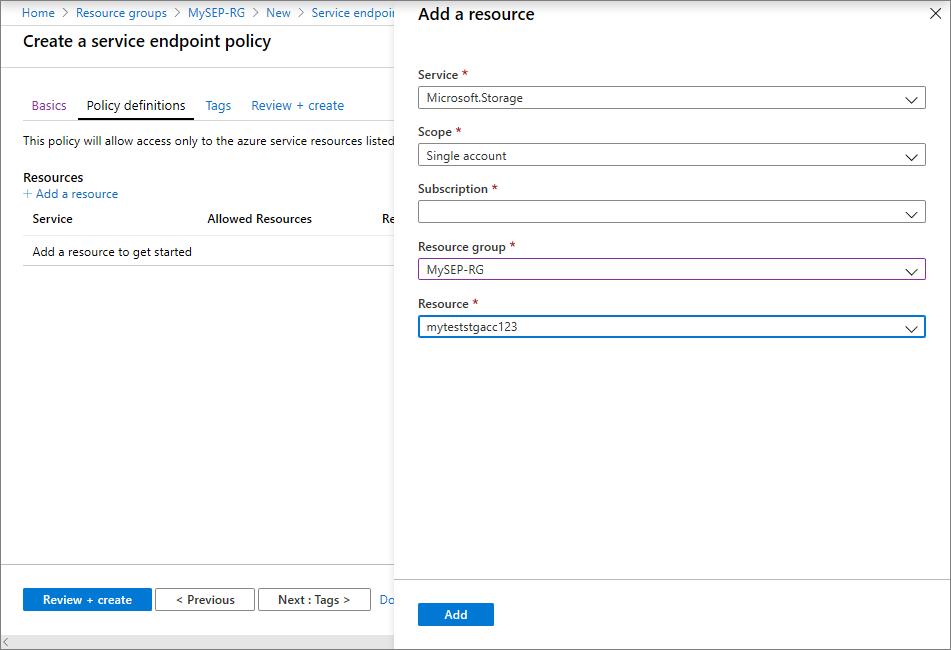 Home > Resource groups > MySEP-RG > New > Service endpoi
Create a service endpoint policy
Basics Policy definitions Tags Review + create
This policy will allow access only to the azure service resources listed
Resources
+ Add a resource
Service Allowed Resources Re
Add a resource to get started
Review + create < Previous Next : Tags > Do
Add a resource
Service *
Microsoft.Storage
Scope *
Single account
Subscription *
Resource group *
MySEP-RG
Resource *
myteststgacc123
Add